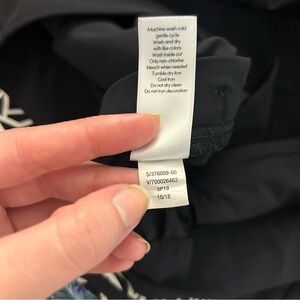 Machine wash cold
gentle cycle
Wash and dry
with like colors
Wash Inside out
Only non-chlorine
Bleach when needed
Tumble dry low
Cool Iron
Do not dry clean
Do not iron decoration
S/376009-00
V/700026462
SP19
10/18